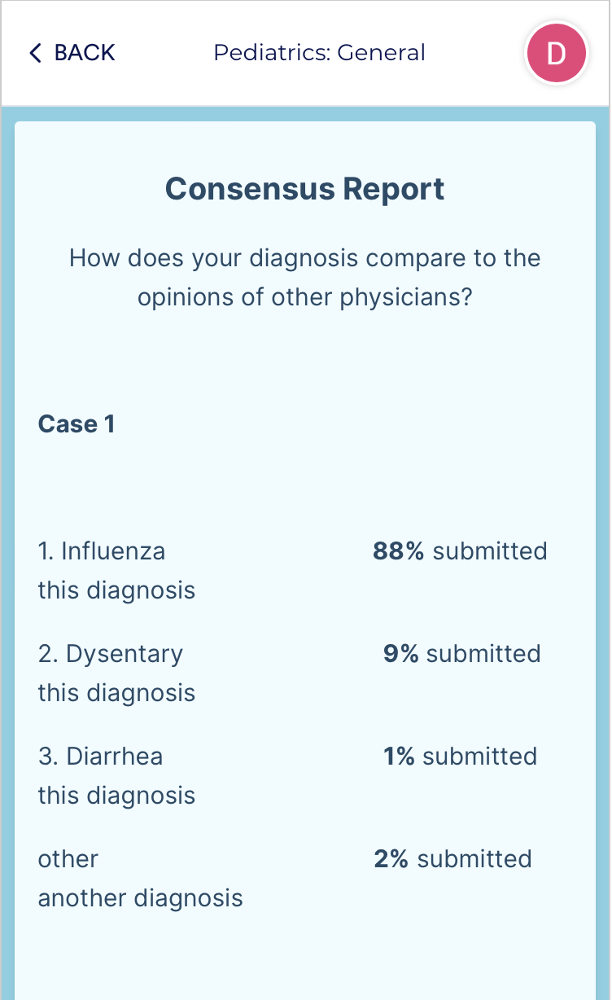 BACK
Pediatrics: General
D
Consensus Report
How does your diagnosis compare to the
opinions of other physicians?
Case 1
1. Influenza 88% submitted
this diagnosis
2. Dysentary 9% submitted
this diagnosis
3. Diarrhea 1% submitted
this diagnosis
other 2% submitted
another diagnosis